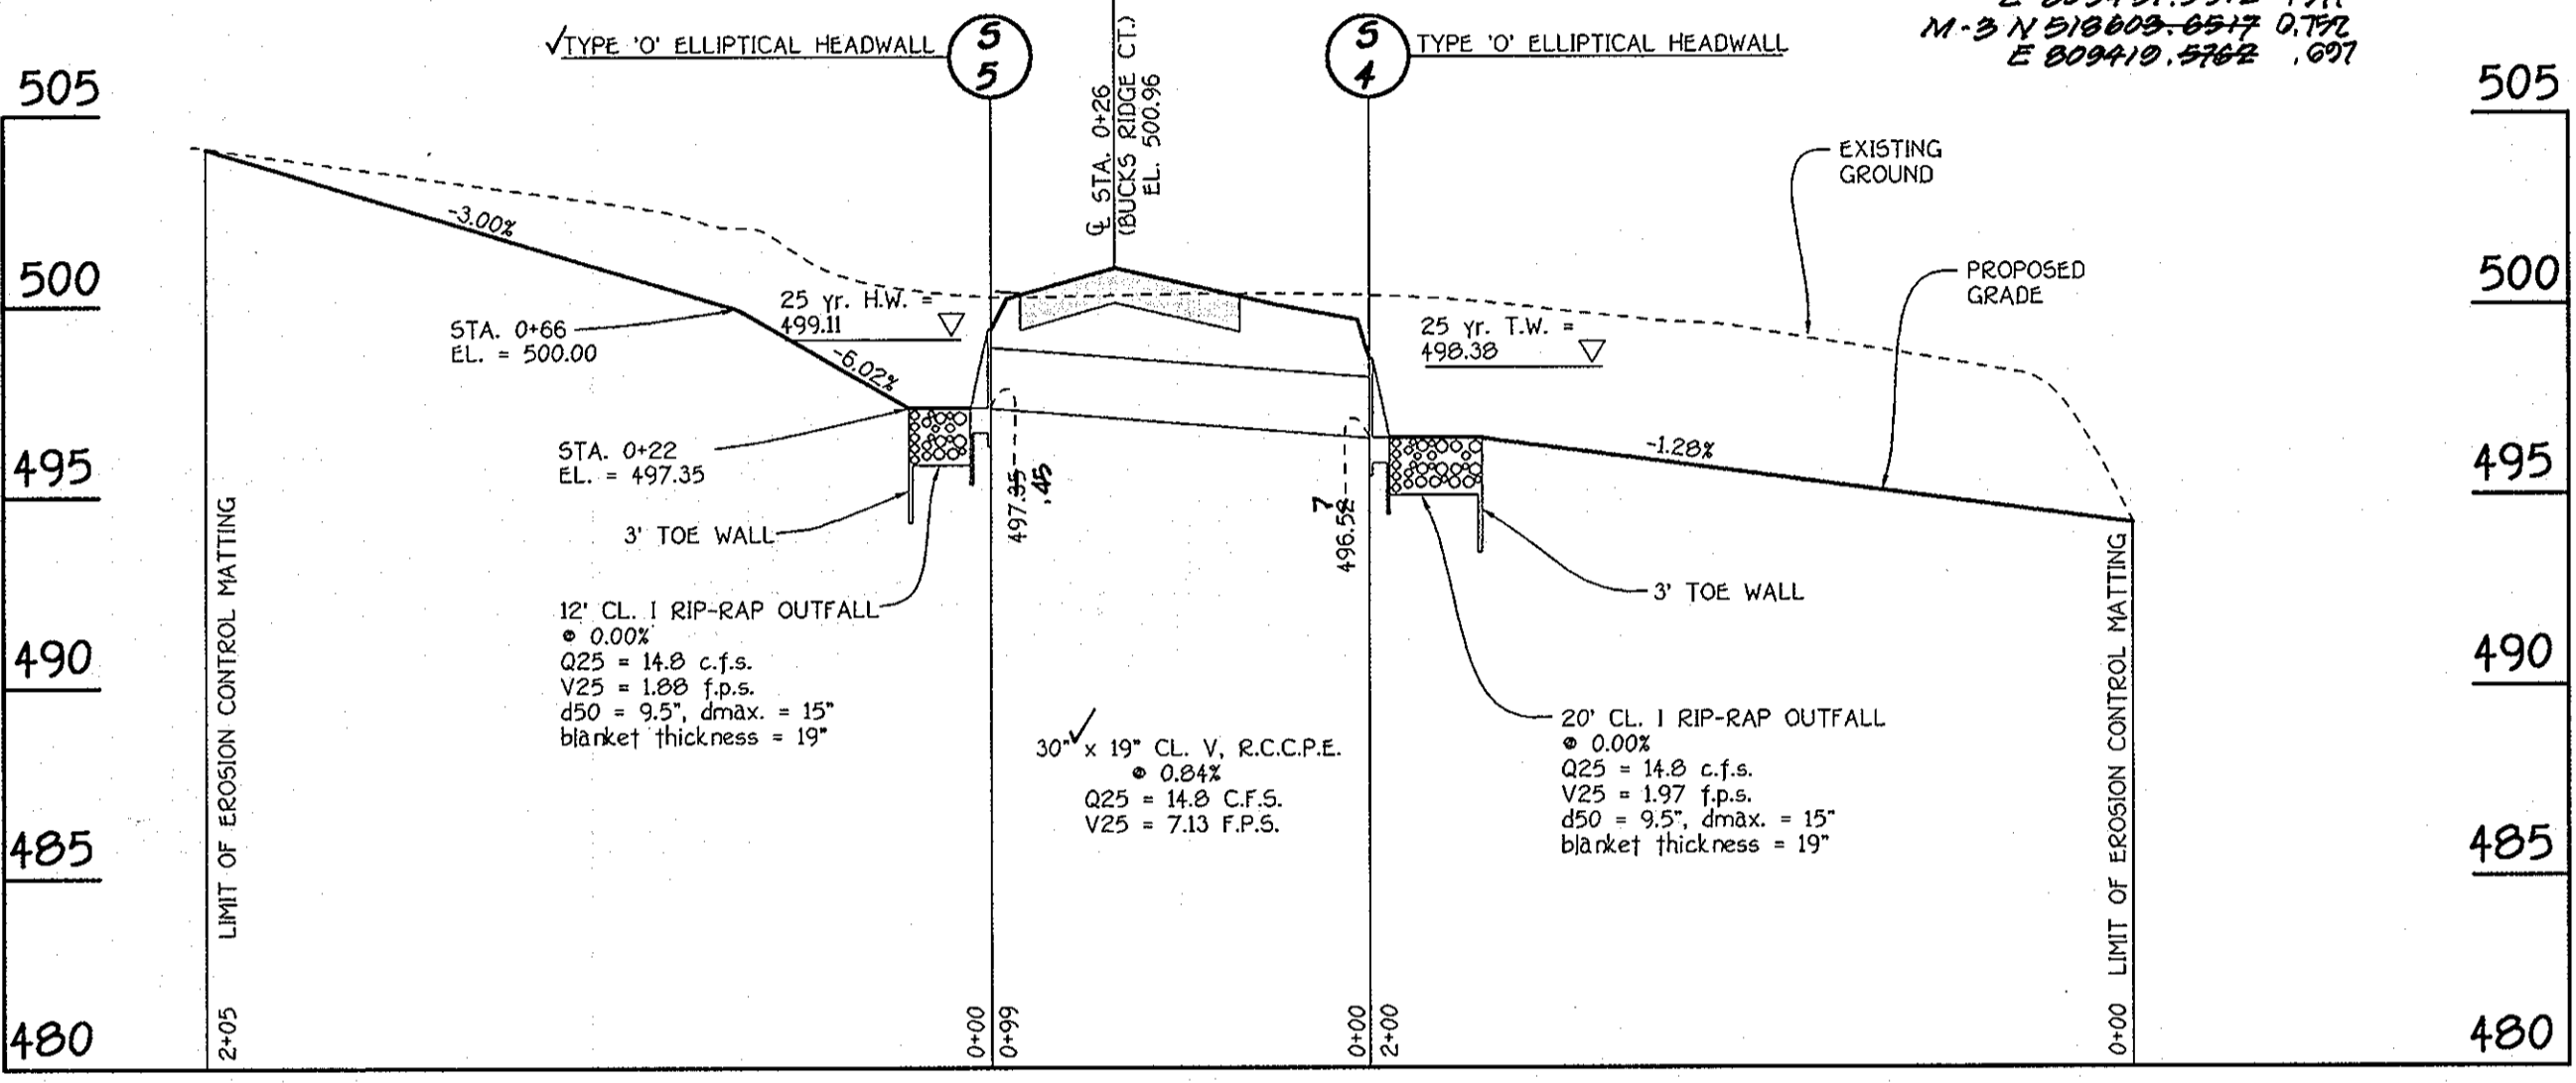 M-3 N 518603.6517 0.752
E 809419.5762 .697
✓TYPE 'O' ELLIPTICAL HEADWALL
S
5
S
4
TYPE 'O' ELLIPTICAL HEADWALL
℄ STA. 0+26
(BUCKS RIDGE CT.)
EL. 500.96
505
500
495
490
485
480
505
500
495
490
485
480
EXISTING
GROUND
PROPOSED
GRADE
-3.00%
-6.02%
-1.28%
STA. 0+66
EL. = 500.00
25 yr. H.W. =
499.11
25 yr. T.W. =
498.38
STA. 0+22
EL. = 497.35
3' TOE WALL
497.35
.45
496.52
7
3' TOE WALL
12' CL. I RIP-RAP OUTFALL
@ 0.00%
Q25 = 14.8 c.f.s.
V25 = 1.88 f.p.s.
d50 = 9.5", dmax. = 15"
blanket thickness = 19"
30"✓ x 19" CL. V, R.C.C.P.E.
@ 0.84%
Q25 = 14.8 C.F.S.
V25 = 7.13 F.P.S.
20' CL. I RIP-RAP OUTFALL
@ 0.00%
Q25 = 14.8 c.f.s.
V25 = 1.97 f.p.s.
d50 = 9.5", dmax. = 15"
blanket thickness = 19"
2+05 LIMIT OF EROSION CONTROL MATTING
0+00
0+99
0+00
2+00
0+00 LIMIT OF EROSION CONTROL MATTING